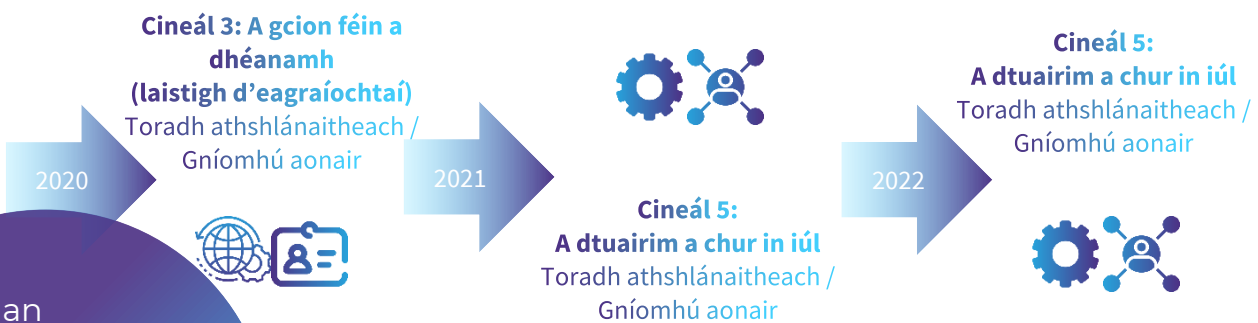 2020
Cineál 3: A gcion féin a
dhéanamh
(laistigh d’eagraíochtaí)
Toradh athshlánaitheach /
Gníomhú aonair
2021
Cineál 5:
A dtuairim a chur in iúl
Toradh athshlánaitheach /
Gníomhú aonair
2022
Cineál 5:
A dtuairim a chur in iúl
Toradh athshlánaitheach /
Gníomhú aonair
an